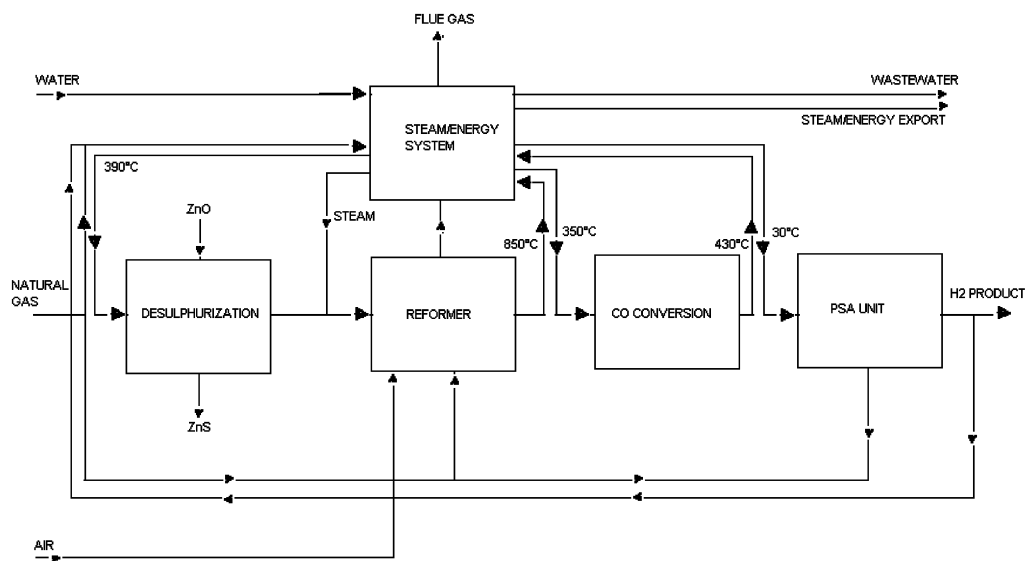 FLUE GAS
WATER
WASTEWATER
STEAM/ENERGY
SYSTEM
STEAM/ENERGY EXPORT
390°C
ZnO
STEAM
850°C
350°C
430°C
30°C
NATURAL
GAS
DESULPHURIZATION
REFORMER
CO CONVERSION
PSA UNIT
H2 PRODUCT
ZnS
AIR